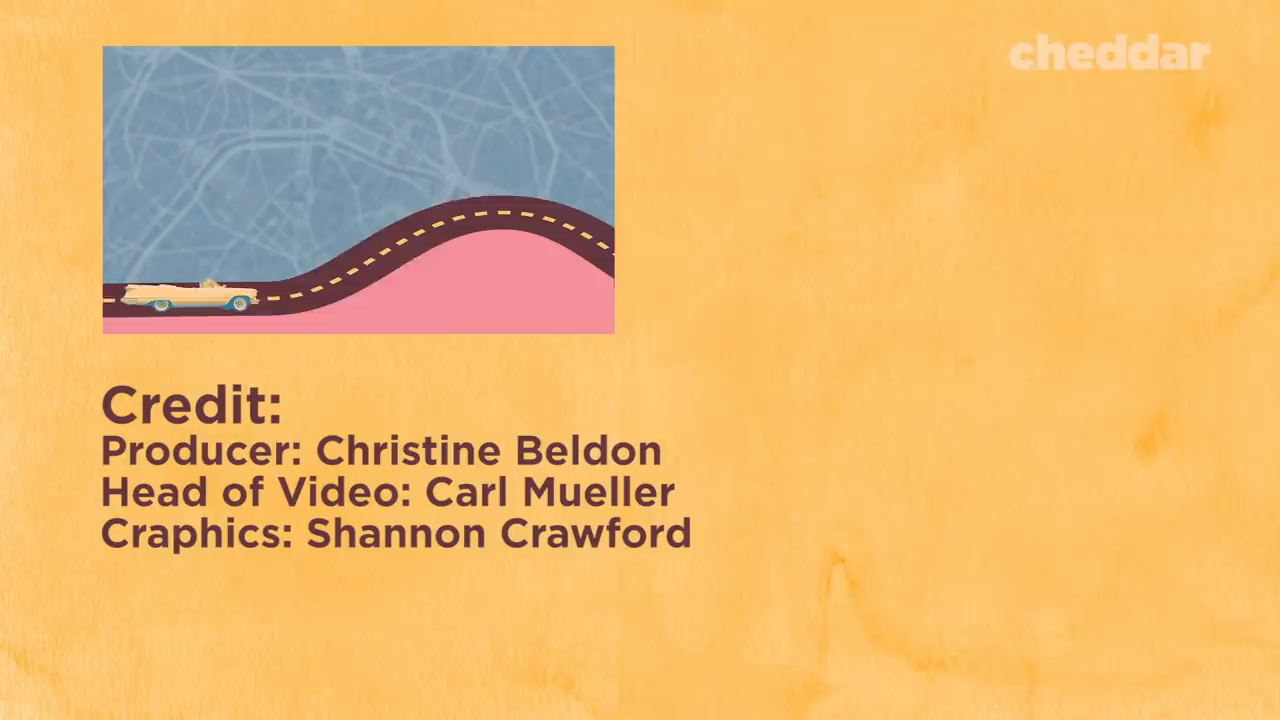 cheddar
Credit:
Producer: Christine Beldon
Head of Video: Carl Mueller
Craphics: Shannon Crawford